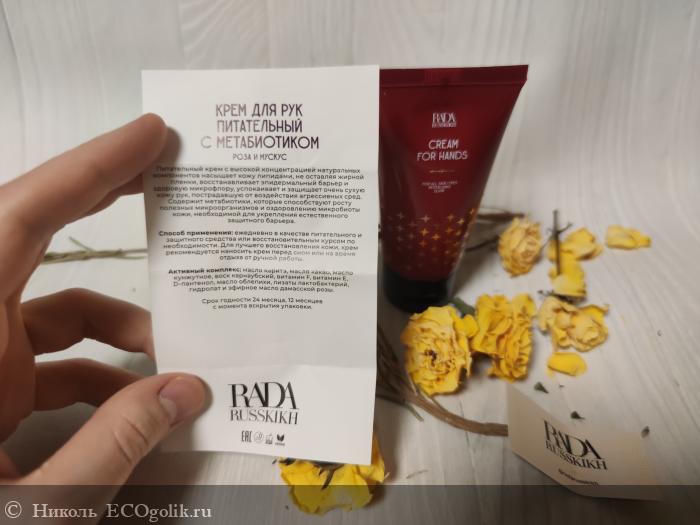 КРЕМ ДЛЯ РУК
ПИТАТЕЛЬНЫЙ
С МЕТАБИОТИКОМ
РОЗА И МУСКУС
Питательный крем с высокой концентрацией натуральных
компонентов насыщает кожу липидами, не оставляя жирной
пленки, восстанавливает эпидермальный барьер и
здоровую микрофлору, успокаивает и защищает очень сухую
кожу рук, пострадавшую от воздействия агрессивных сред.
Содержит метабиотики, которые способствуют росту
полезных микроорганизмов и оздоровлению микробиоты
кожи, необходимой для укрепления естественного
защитного барьера.
Способ применения: ежедневно в качестве питательного и
защитного средства или восстановительным курсом по
необходимости. Для лучшего восстановления кожи, крем
рекомендуется наносить крем перед сном или на время
отдыха от ручной работы.
Активный комплекс: масло карите, масло какао, масло
кунжутное, воск карнаубский, витамин F, витамин Е,
D-пантенол, масло облепихи, лизаты лактобактерий,
гидролат и эфирное масло дамасской розы.
Срок годности 24 месяца, 12 месяцев
с момента вскрытия упаковки.
RADA
RUSSKIKH
EAC
RADA
RUSSKIKH
CREAM
FOR HANDS
RADA
RUSSKIKH
© Николь ECOgolik.ru